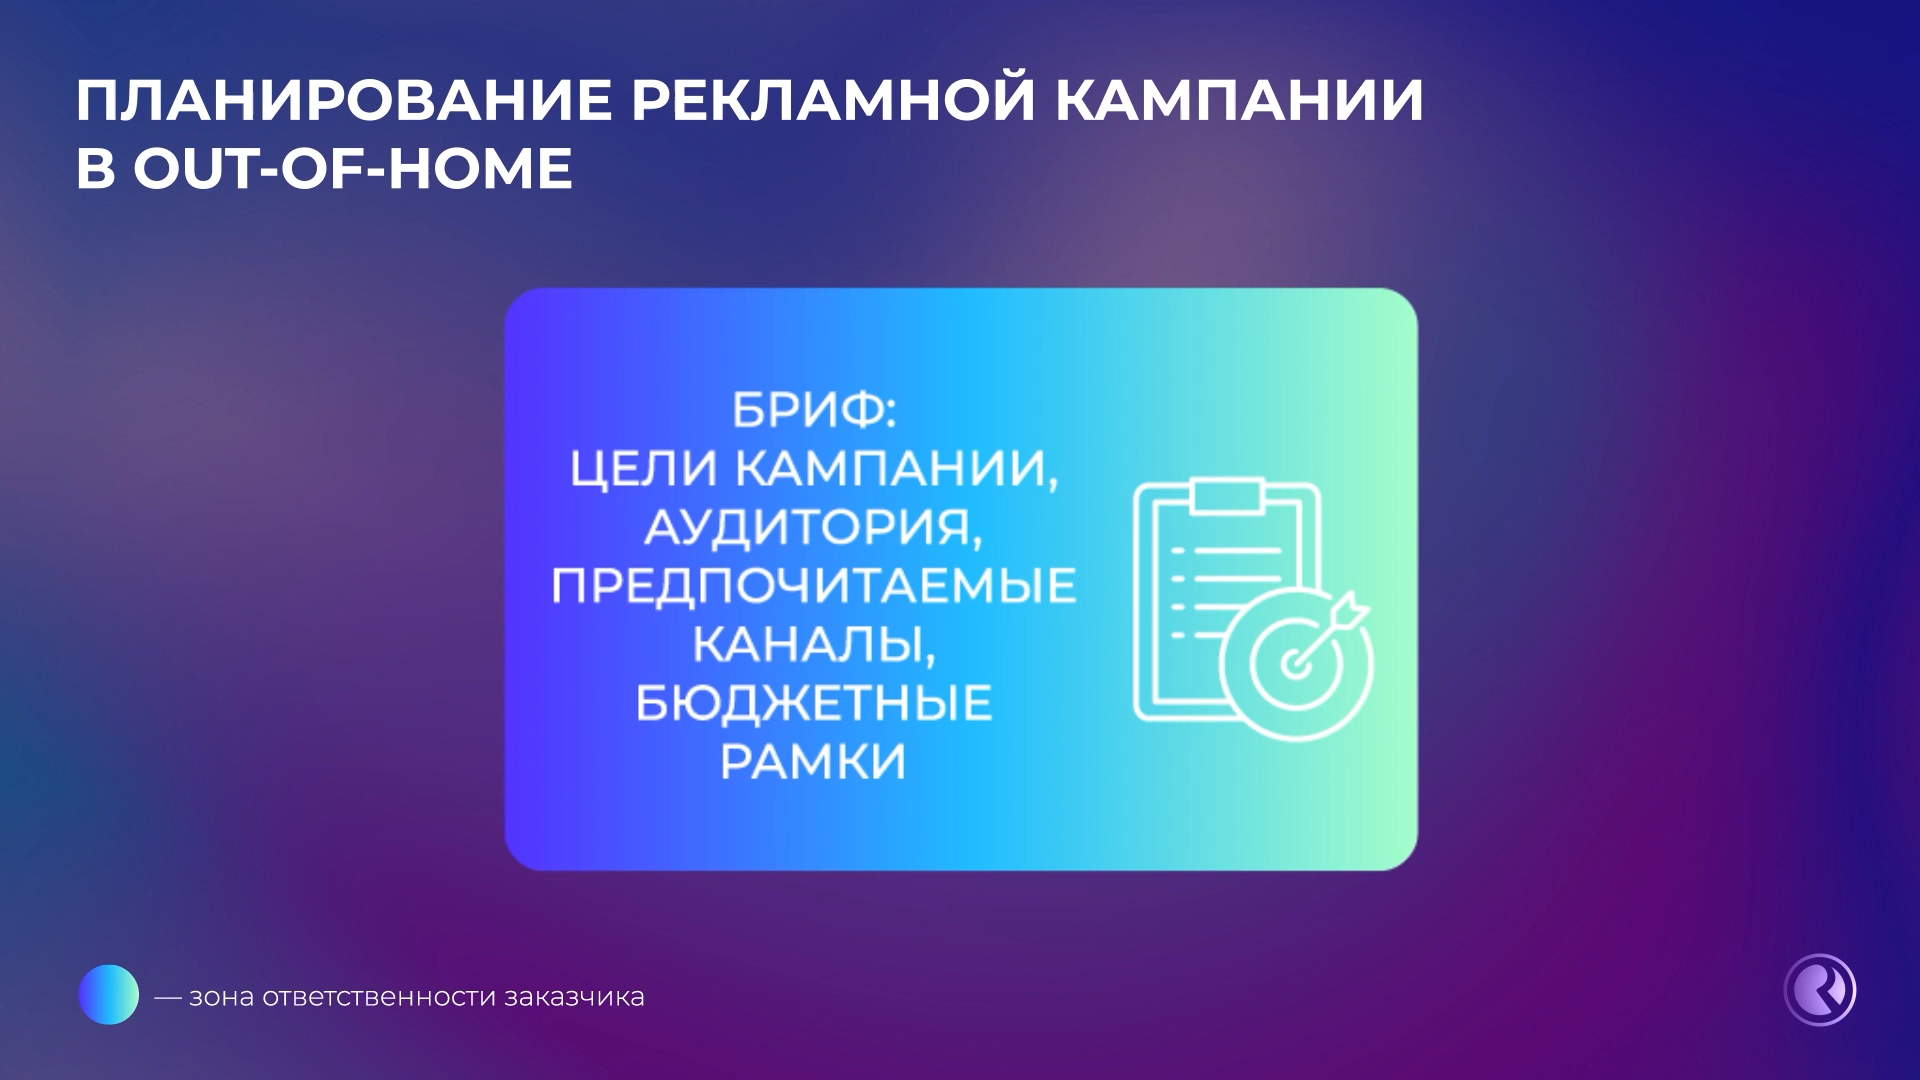 ПЛАНИРОВАНИЕ РЕКЛАМНОЙ КАМПАНИИ
В OUT-OF-HOME
БРИФ:
ЦЕЛИ КАМПАНИИ,
АУДИТОРИЯ,
ПРЕДПОЧИТАЕМЫЕ
КАНАЛЫ,
БЮДЖЕТНЫЕ
РАМКИ
— зона ответственности заказчика